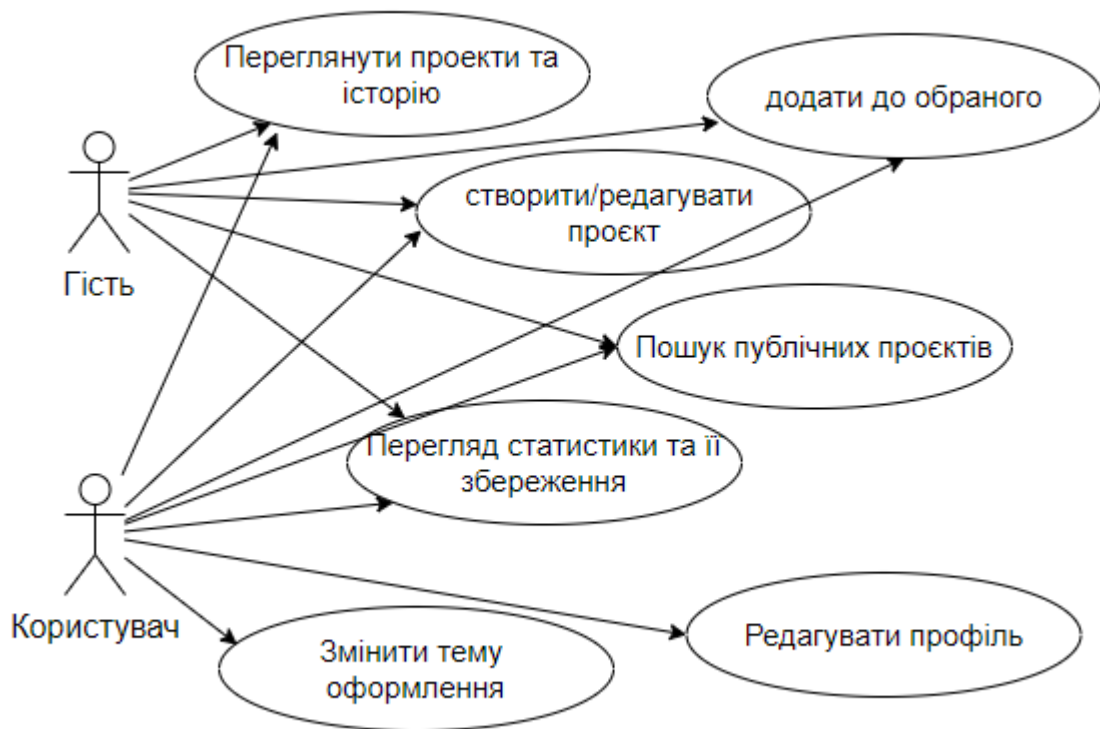 Переглянути проекти та
історію
додати до обраного
створити/редагувати
проєкт
Гість
Пошук публічних проєктів
Перегляд статистики та її
збереження
Користувач
Змінити тему
оформлення
Редагувати профіль